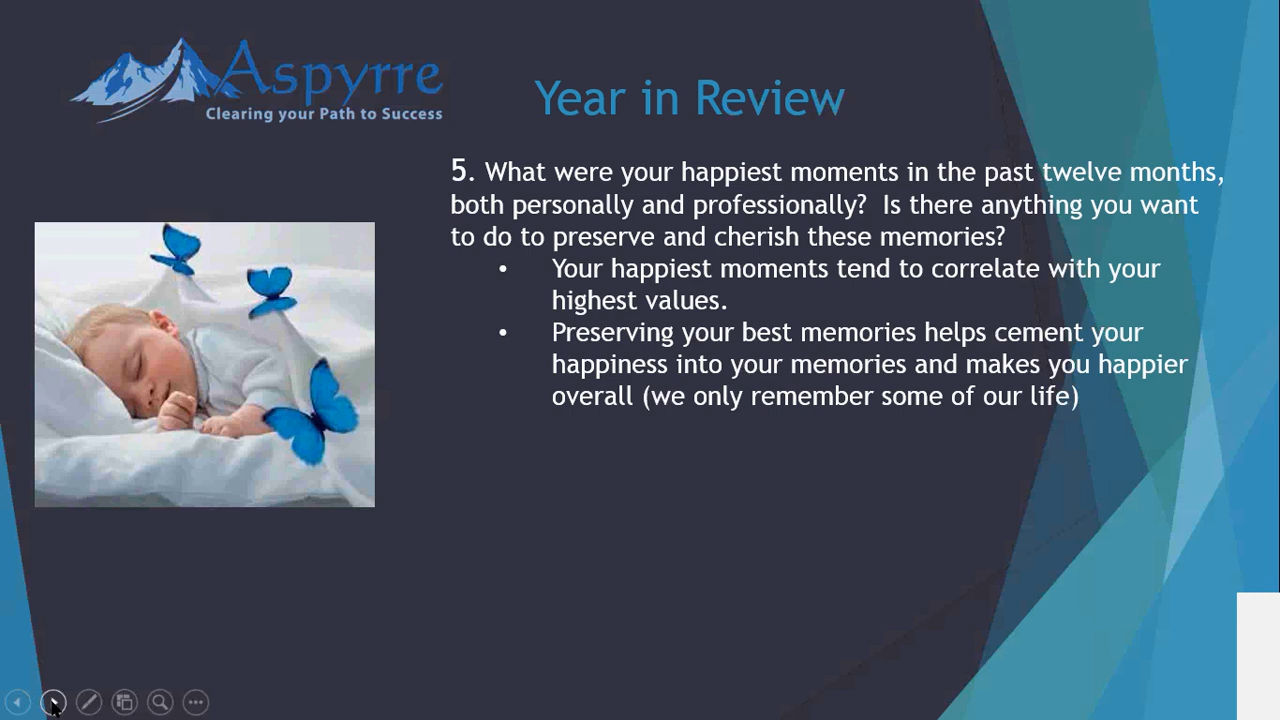 Aspyrre
Clearing your Path to Success
Year in Review
5. What were your happiest moments in the past twelve months,
both personally and professionally?  Is there anything you want
to do to preserve and cherish these memories?
• Your happiest moments tend to correlate with your
highest values.
• Preserving your best memories helps cement your
happiness into your memories and makes you happier
overall (we only remember some of our life)